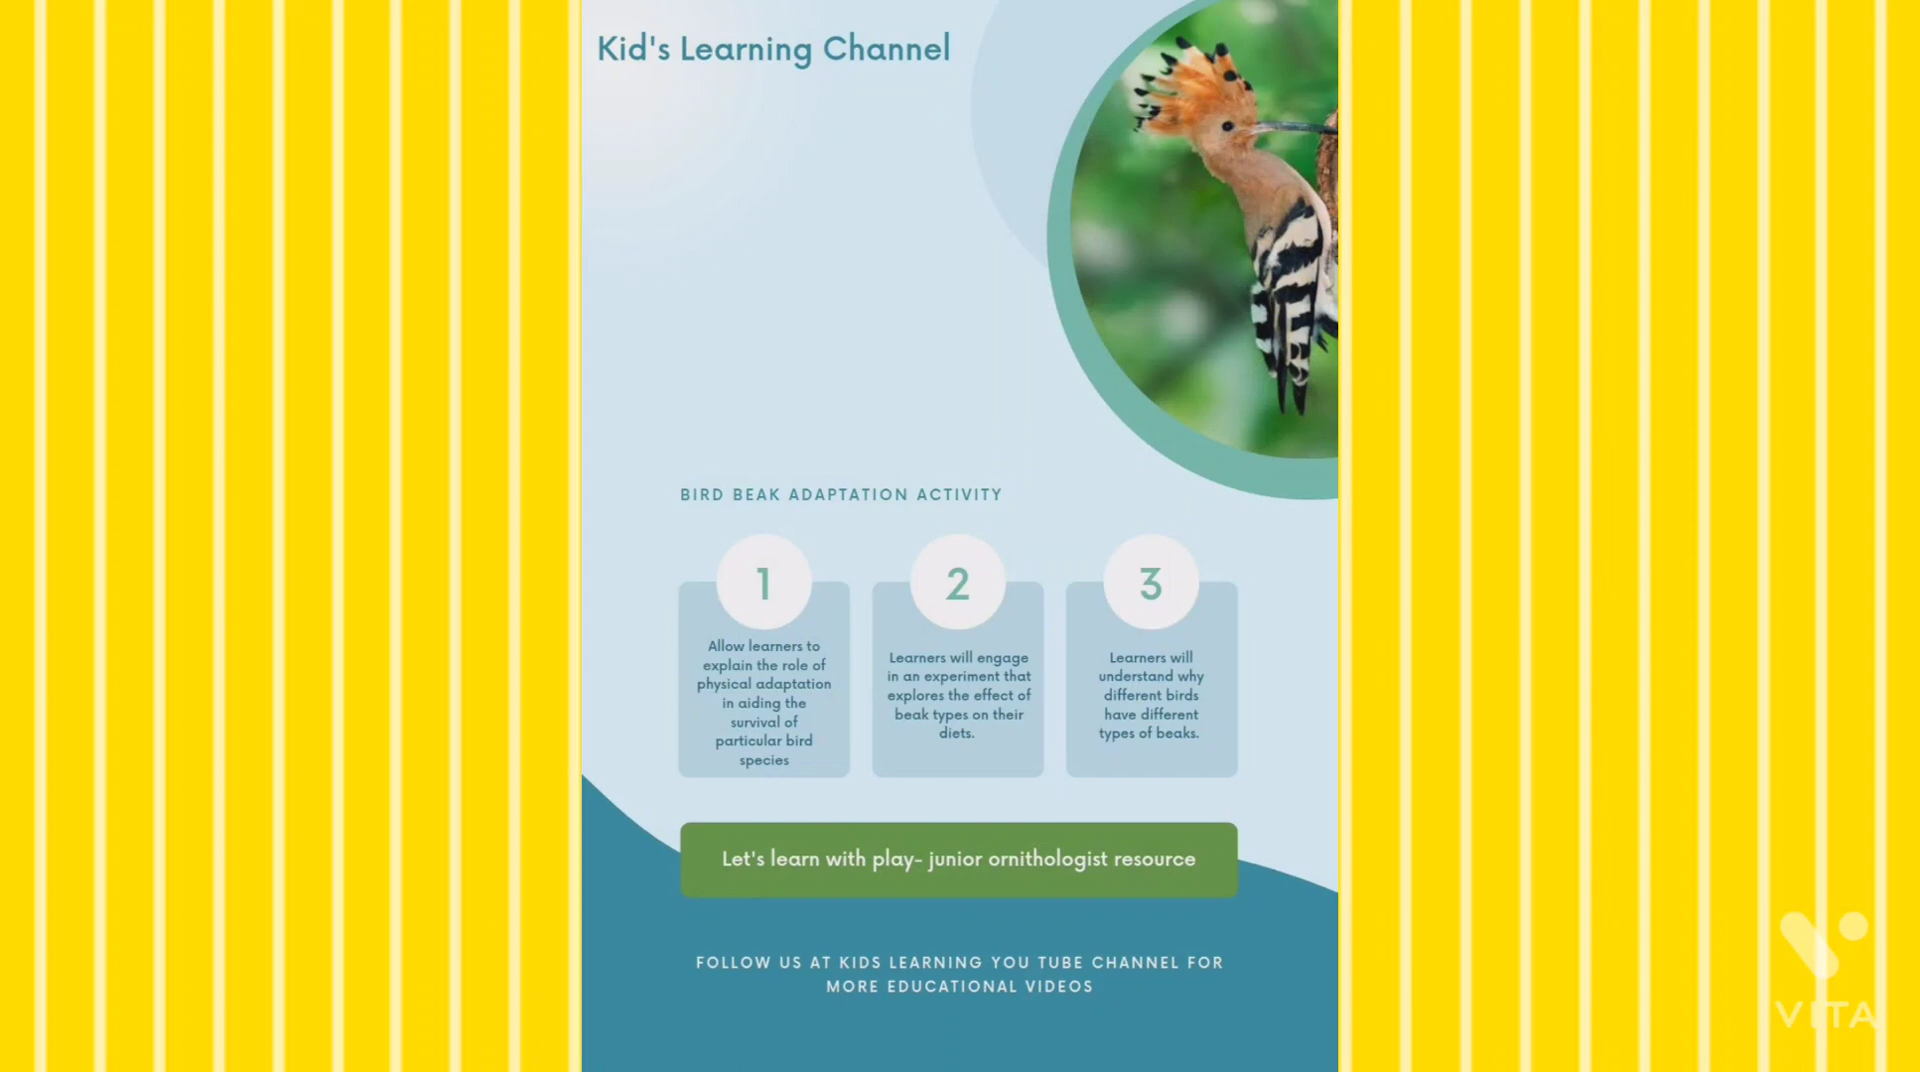 Kid's Learning Channel
BIRD BEAK ADAPTATION ACTIVITY
1
Allow learners to
explain the role of
physical adaptation
in aiding the
survival of
particular bird
species
2
Learners will engage
in an experiment that
explores the effect of
beak types on their
diets.
3
Learners will
understand why
different birds
have different
types of beaks.
Let's learn with play- junior ornithologist resource
FOLLOW US AT KIDS LEARNING YOU TUBE CHANNEL FOR
MORE EDUCATIONAL VIDEOS
VITA